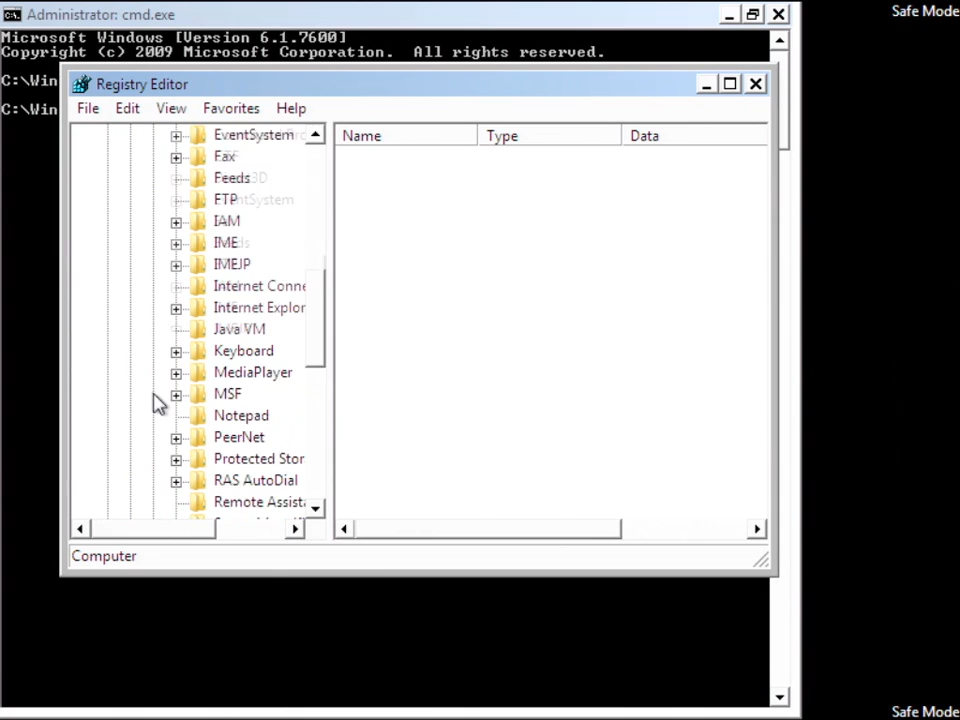 Administrator: cmd.exe
Safe Mode
Microsoft Windows [Version 6.1.7600]
Copyright (c) 2009 Microsoft Corporation.  All rights reserved.
C:\Win
Registry Editor
C:\Win
File Edit View Favorites Help
Name Type Data
EventSystem
Fax
Feeds
FTP
IAM
IME
IMEJP
Internet Conne
Internet Explor
Java VM
Keyboard
MediaPlayer
MSF
Notepad
PeerNet
Protected Stor
RAS AutoDial
Remote Assist
Computer
Safe Mode